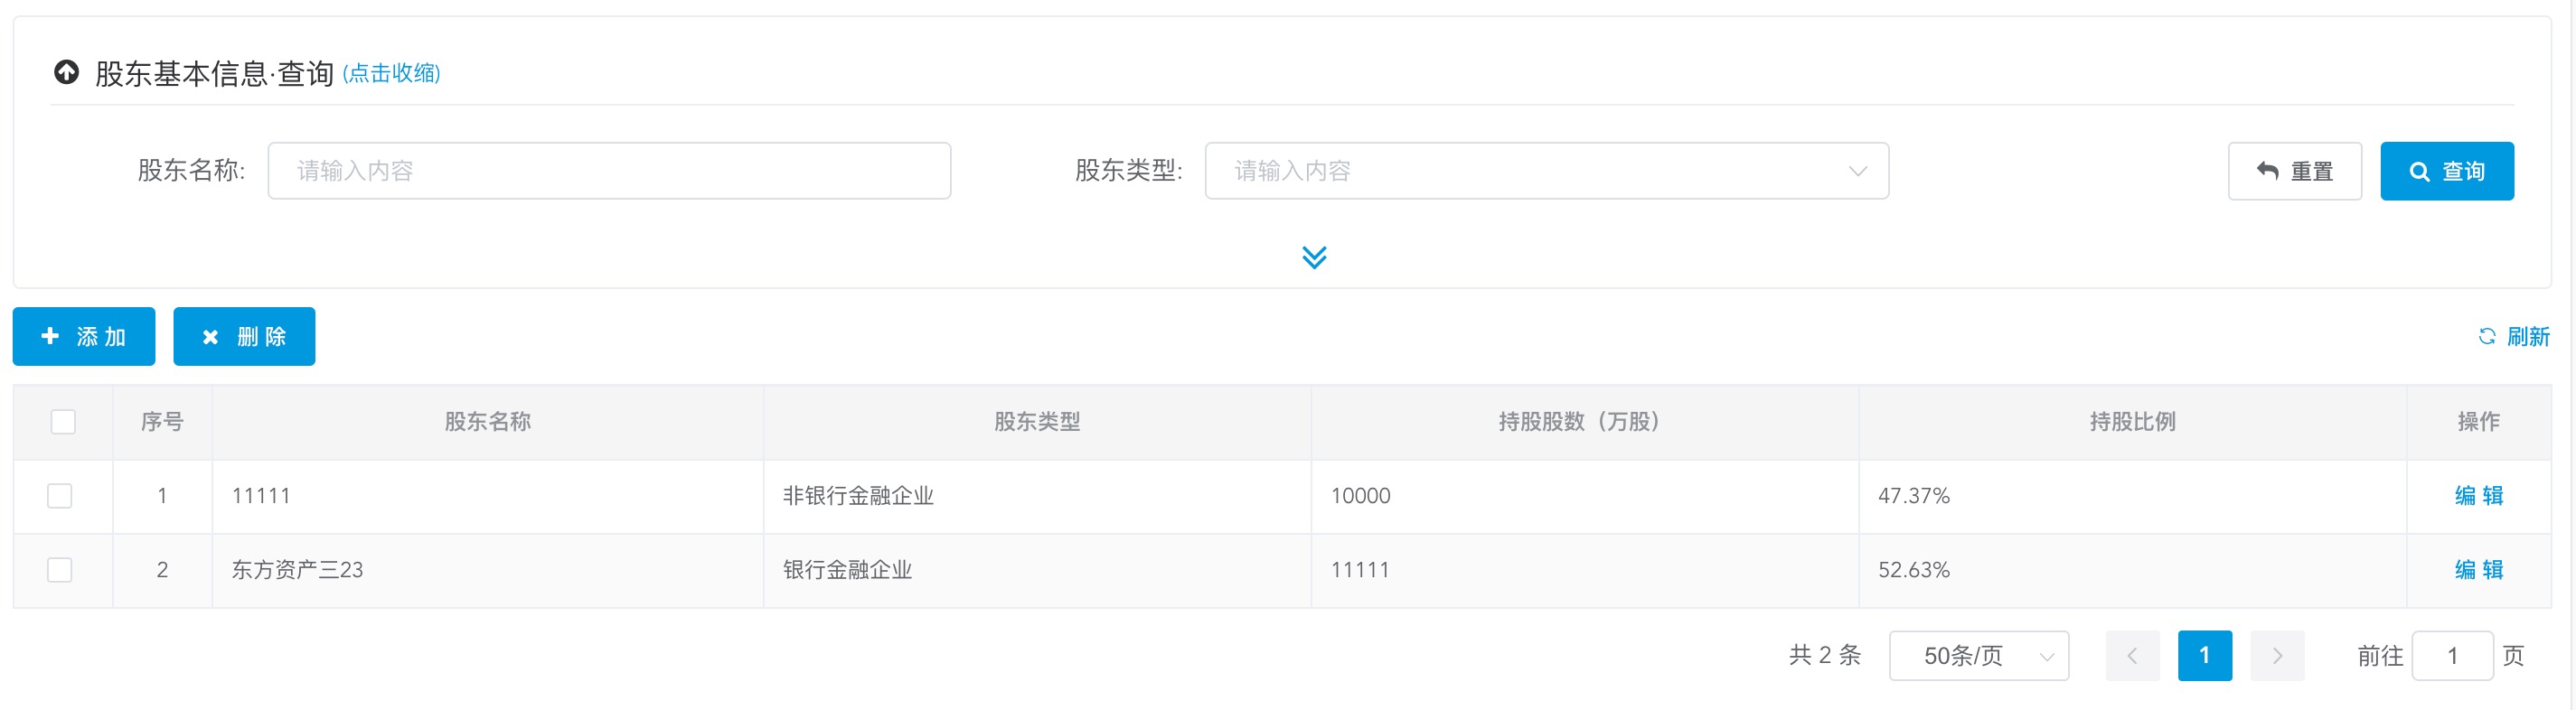 股东基本信息·查询 (点击收缩)
股东名称: 请输入内容 股东类型: 请输入内容 重置 查询
添加 删除 刷新
序号 股东名称 股东类型 持股股数（万股） 持股比例 操作
1 11111 非银行金融企业 10000 47.37% 编辑
2 东方资产三23 银行金融企业 11111 52.63% 编辑
共 2 条 50条/页 1 前往 1 页